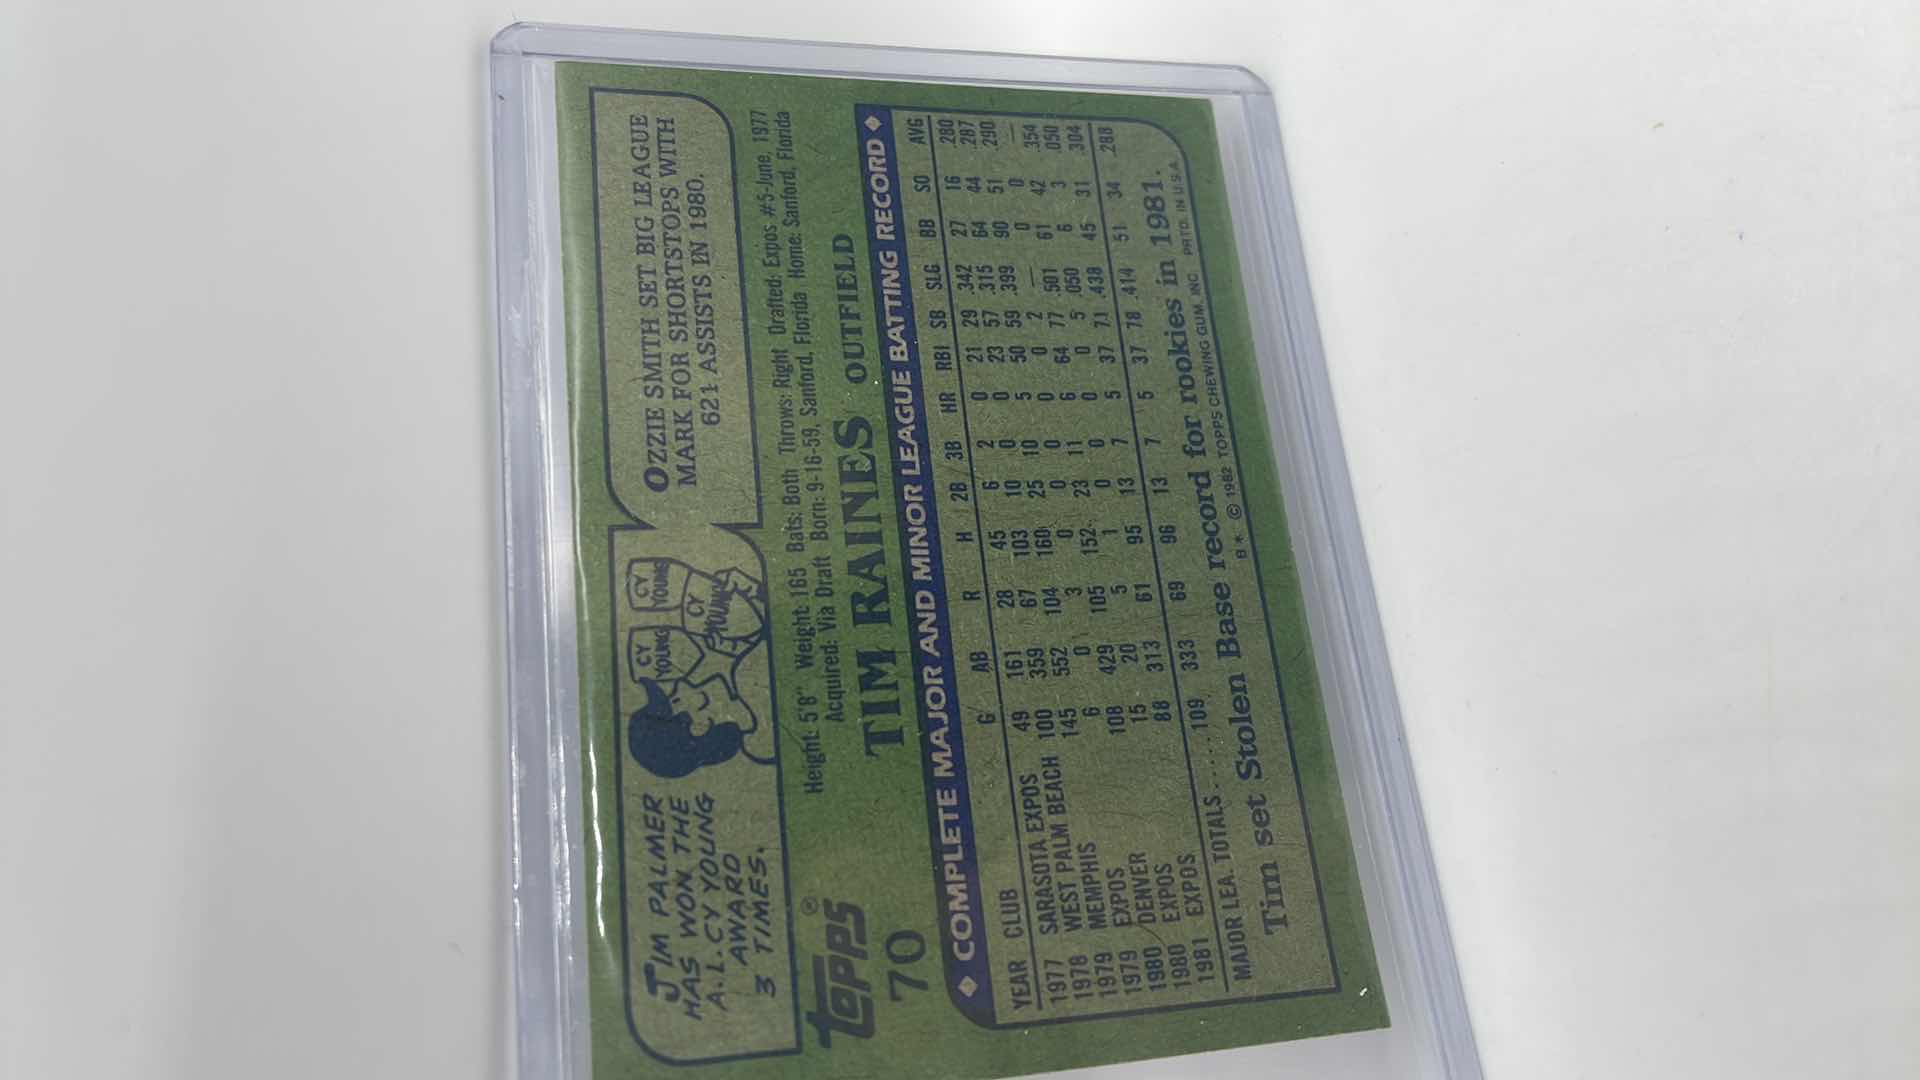 JIM PALMER
HAS WON THE
A.L. CY YOUNG
AWARD
3 TIMES.
CY YOUNG
CY YOUNG
CY YOUNG
OZZIE SMITH SET BIG LEAGUE
MARK FOR SHORTSTOPS WITH
621 ASSISTS IN 1980.
TOPPS®
70
Height: 5'8" Weight: 165 Bats: Both Throws: Right Drafted: Expos #5-June, 1977
Acquired: Via Draft Born: 9-16-59, Sanford, Florida Home: Sanford, Florida
TIM RAINES OUTFIELD
◆ COMPLETE MAJOR AND MINOR LEAGUE BATTING RECORD ◆
YEAR CLUB G AB R H 2B 3B HR RBI SB SLG BB SO AVG
1977 SARASOTA EXPOS 49 161 28 45 6 2 0 21 29 .342 27 16 .280
1978 WEST PALM BEACH 100 359 67 103 10 0 0 23 57 .315 64 44 .287
1979 MEMPHIS 145 552 104 160 25 10 5 50 59 .399 90 51 .290
1979 EXPOS 6 0 3 0 0 0 0 0 2 — 0 0 —
1980 DENVER 108 429 105 152 23 11 6 64 77 .501 61 42 .354
1980 EXPOS 15 20 5 1 0 0 0 0 5 .050 6 3 .050
1981 EXPOS 88 313 61 95 13 7 5 37 71 .438 45 31 .304
MAJOR LEA. TOTALS...... 109 333 69 96 13 7 5 37 78 .414 51 34 .288
Tim set Stolen Base record for rookies in 1981.
B* © 1982 TOPPS CHEWING GUM, INC. PRTD. IN U.S.A.